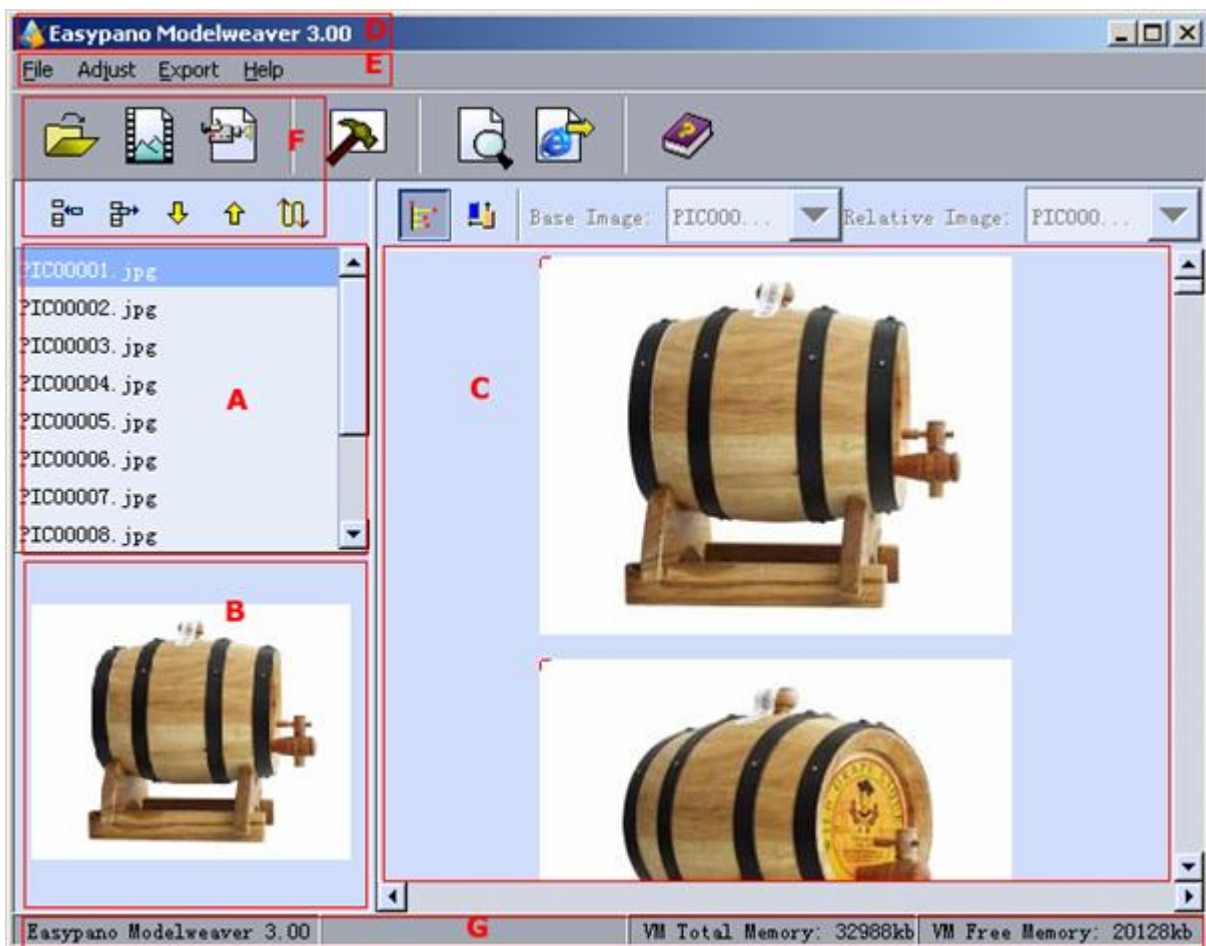 Easypano Modelweaver 3.00 D
File Adjust Export Help E
F
Base Image: PIC000... Relative Image: PIC000...
PIC00001.jpg
PIC00002.jpg
PIC00003.jpg
PIC00004.jpg
PIC00005.jpg
PIC00006.jpg
PIC00007.jpg
PIC00008.jpg
A
B
C
Easypano Modelweaver 3.00 G VM Total Memory: 32988kb VM Free Memory: 20128kb